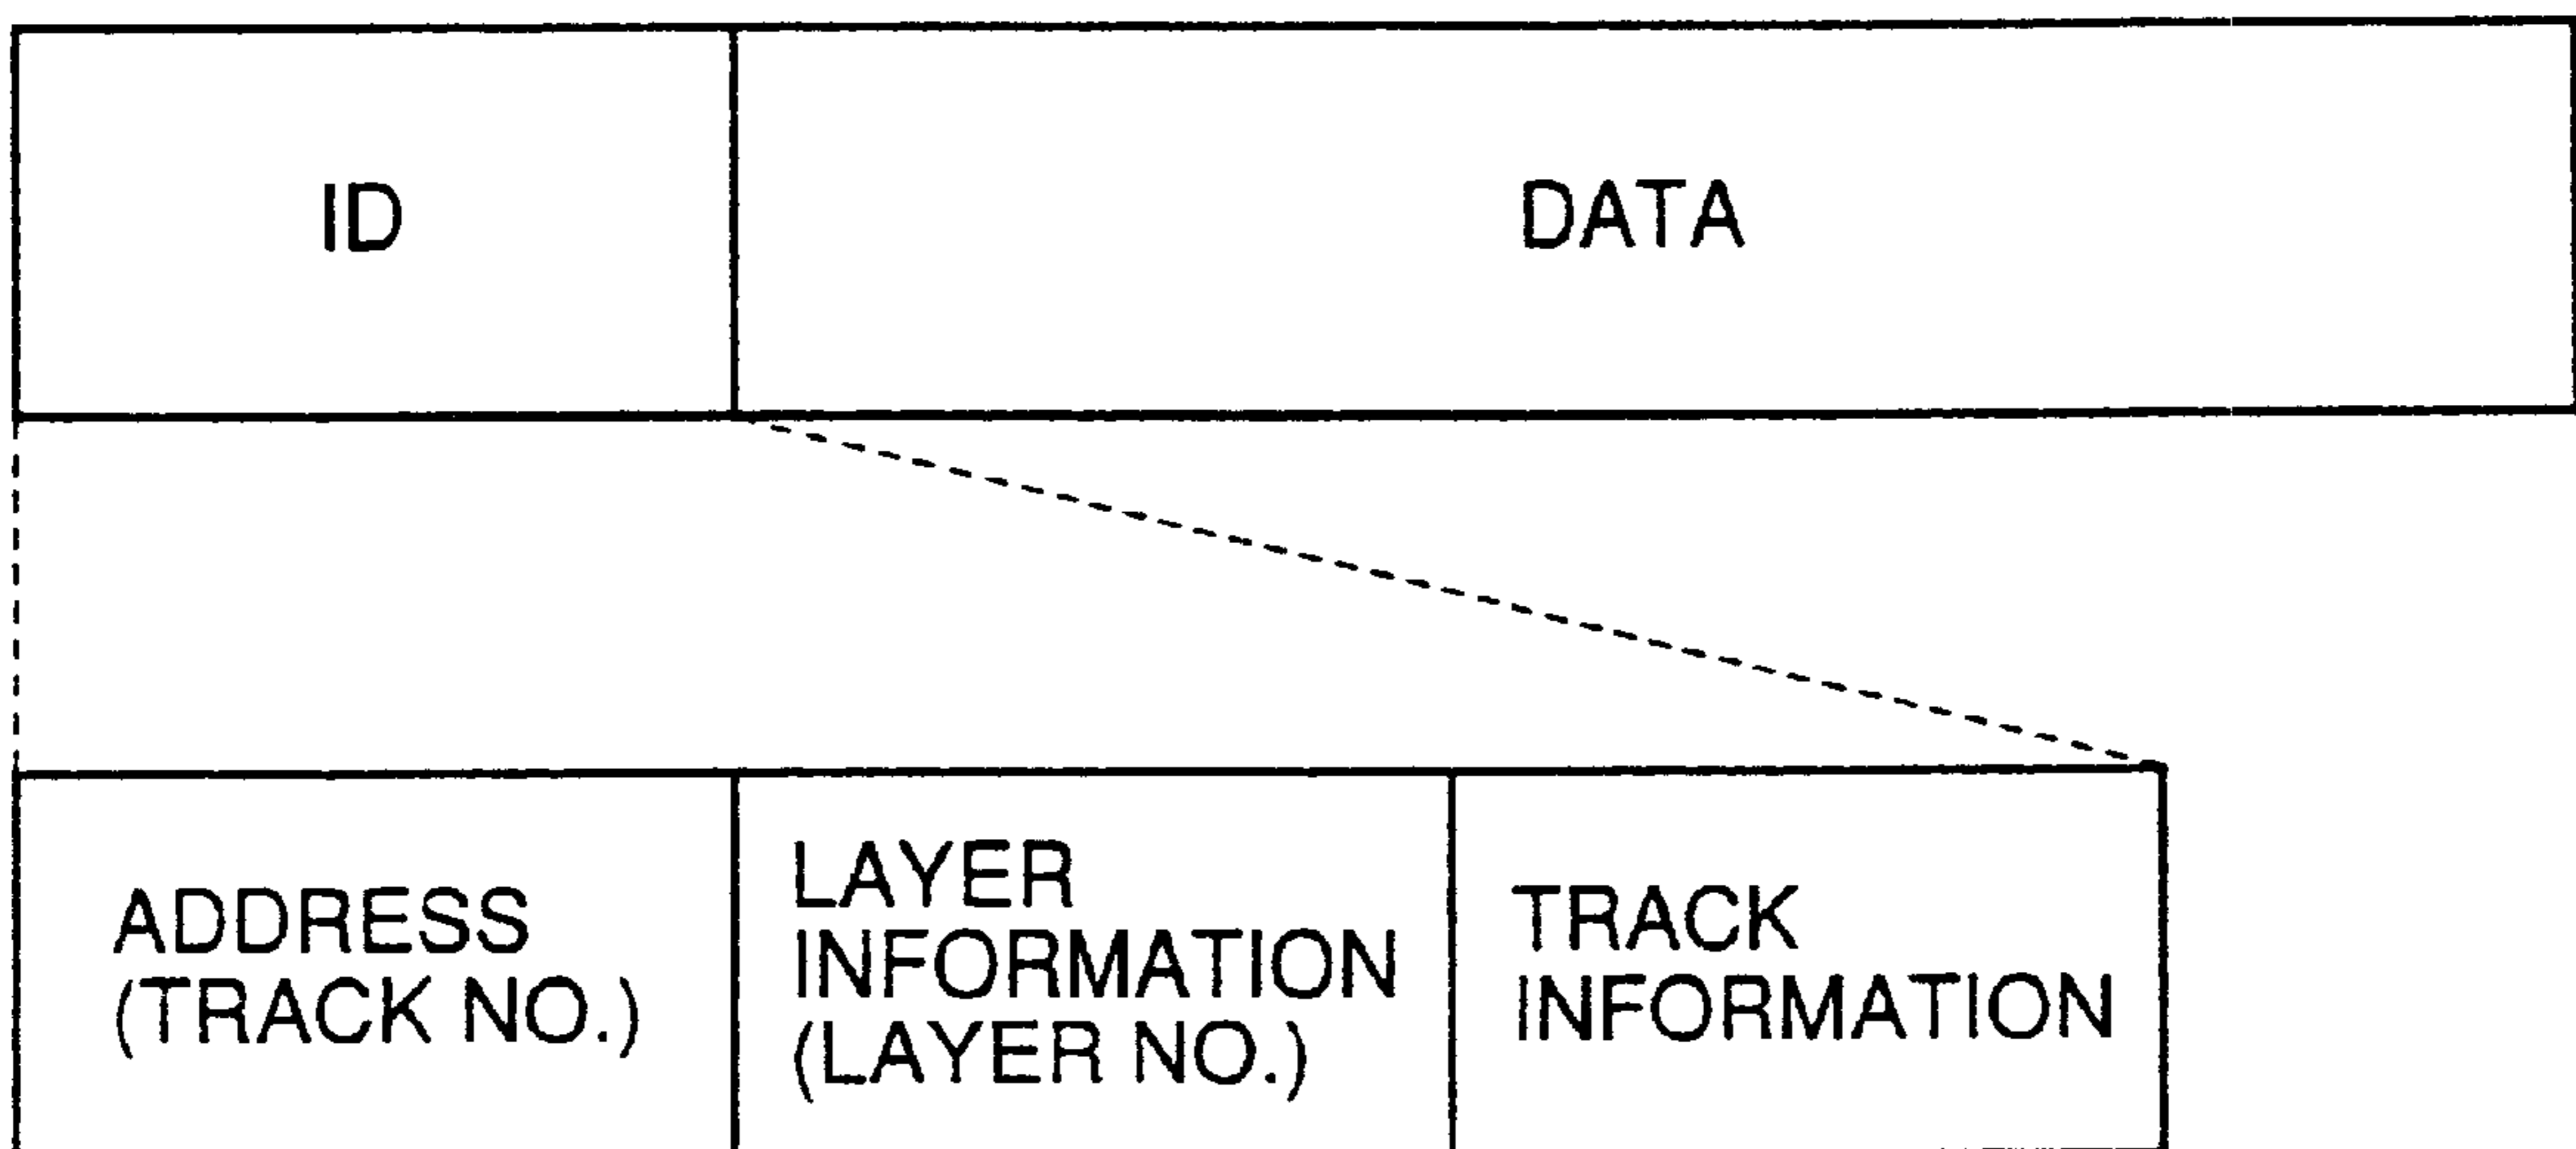 ID
DATA
ADDRESS
(TRACK NO.)
LAYER
INFORMATION
(LAYER NO.)
TRACK
INFORMATION